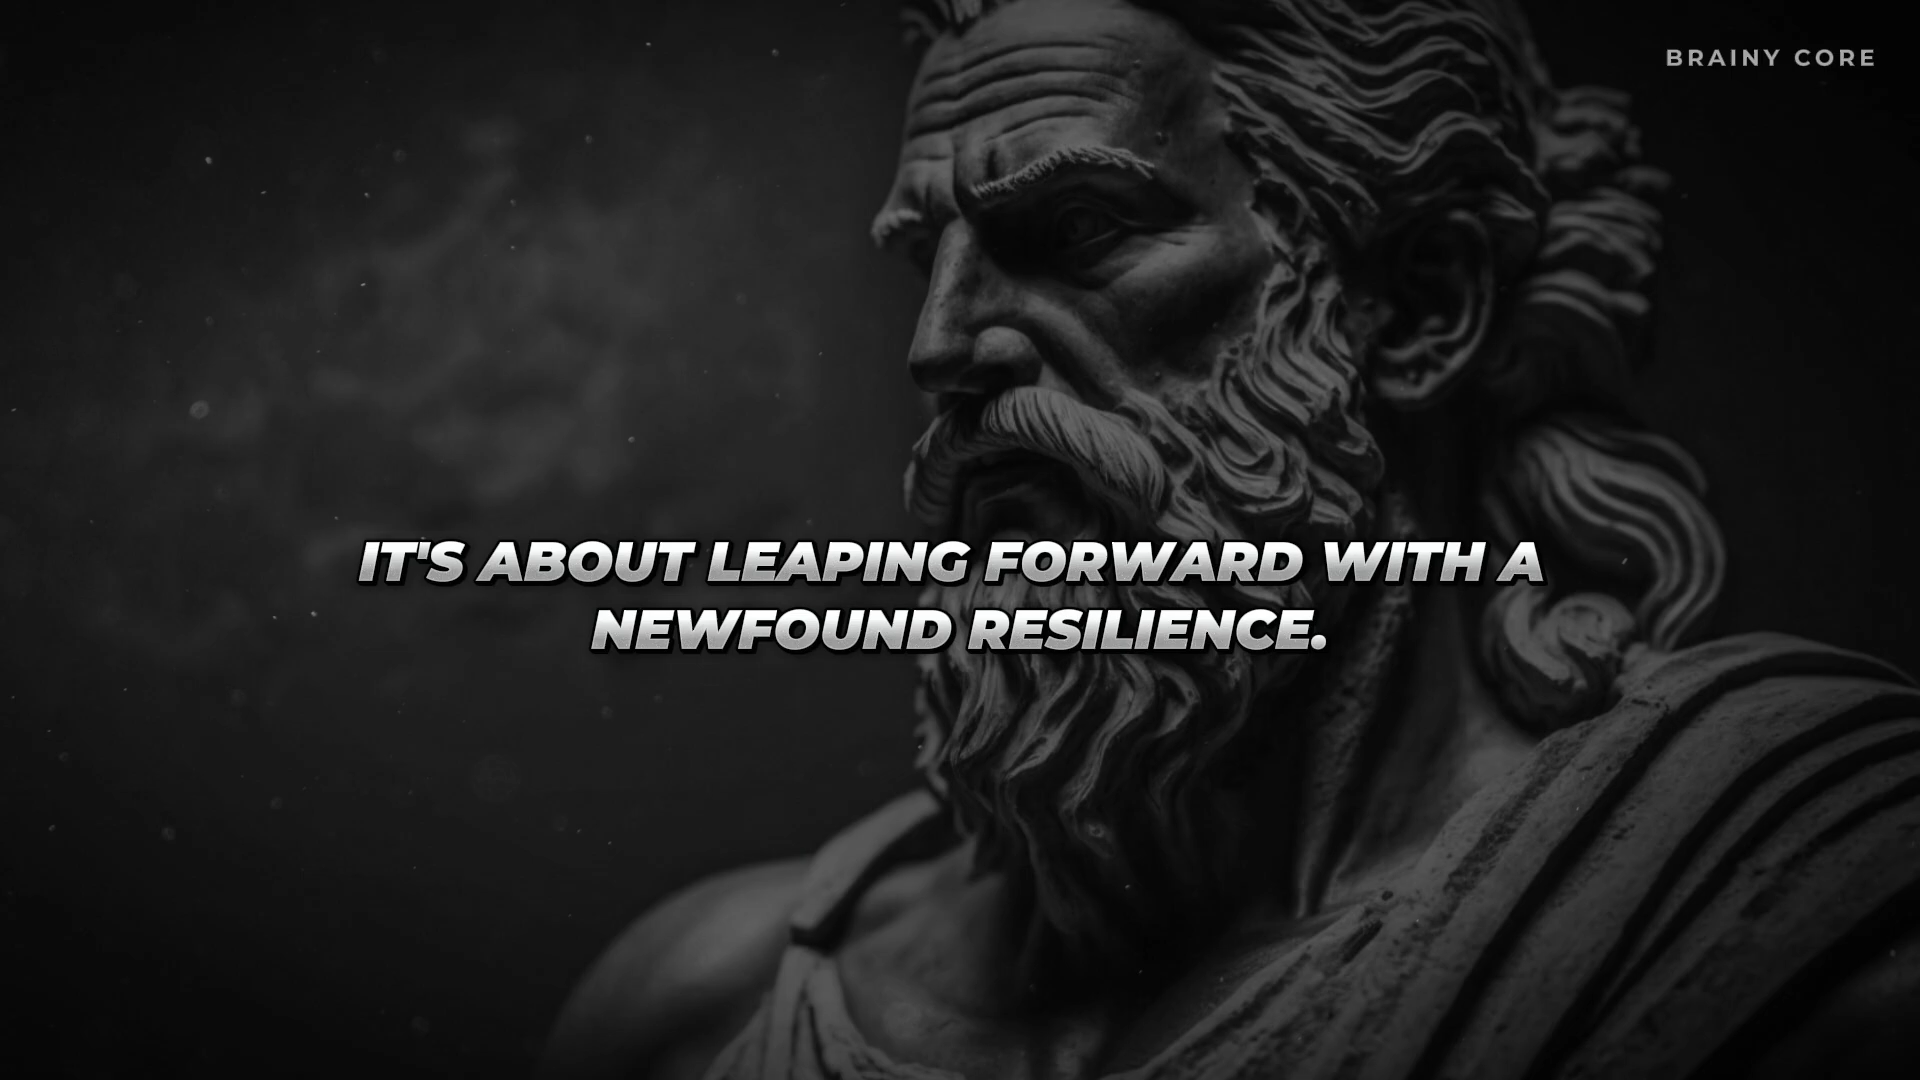 BRAINY CORE
IT'S ABOUT LEAPING FORWARD WITH A
NEWFOUND RESILIENCE.